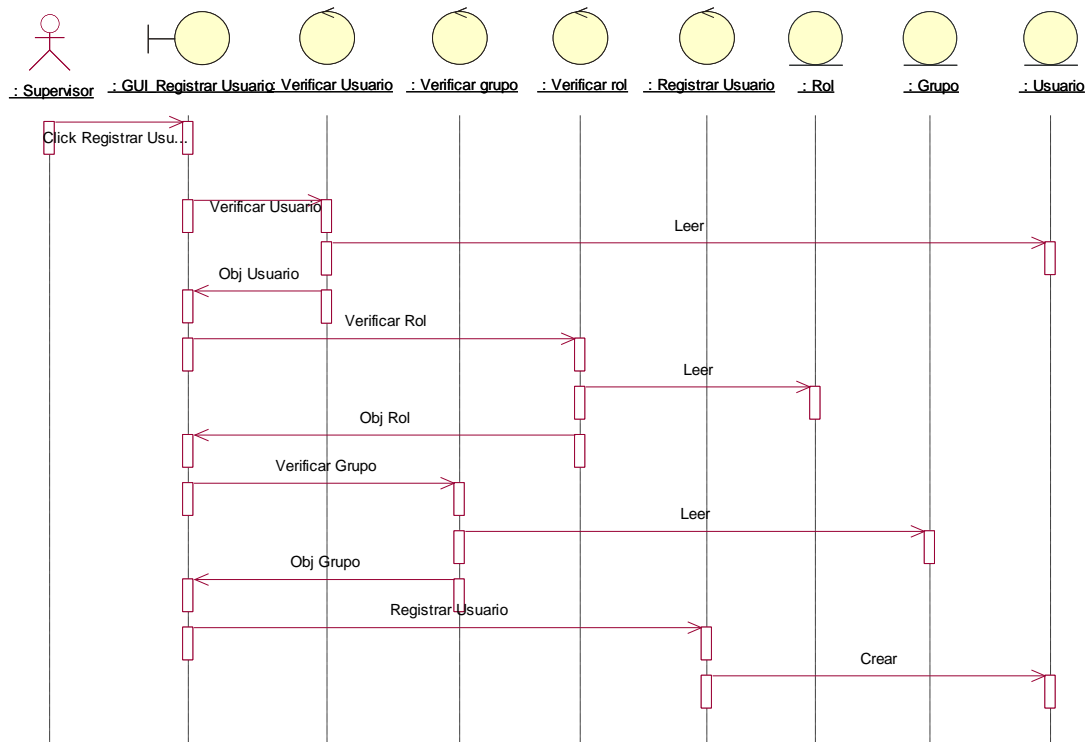 : Supervisor
: GUI_Registrar Usuario
: Verificar Usuario
: Verificar grupo
: Verificar rol
: Registrar Usuario
: Rol
: Grupo
: Usuario
Click Registrar Usu...
Verificar Usuario
Leer
Obj Usuario
Verificar Rol
Leer
Obj Rol
Verificar Grupo
Leer
Obj Grupo
Registrar Usuario
Crear